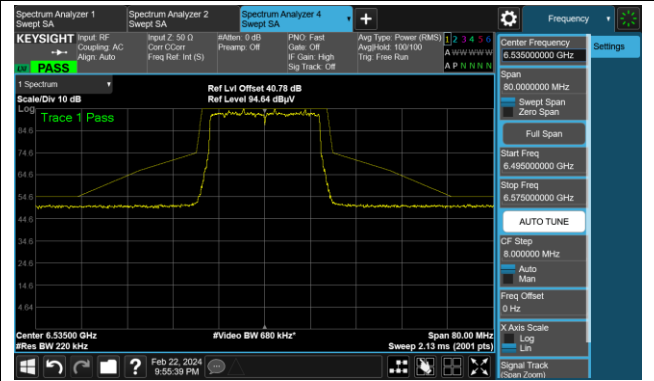 Spectrum Analyzer 1
Swept SA
Spectrum Analyzer 2
Swept SA
Spectrum Analyzer 4
Swept SA
Frequency
KEYSIGHT
Input: RF
Coupling: AC
Align: Auto
Input Z: 50 Ω
Corr CCorr
Freq Ref: Int (S)
#Atten: 0 dB
Preamp: Off
PNO: Fast
Gate: Off
IF Gain: High
Sig Track: Off
Avg Type: Power (RMS)
Avg|Hold: 100/100
Trig: Free Run
1 2 3 4 5 6
A W W W W W
A P N N N N
LXI
PASS
1 Spectrum
Scale/Div 10 dB
Ref Lvl Offset 40.78 dB
Ref Level 94.64 dBµV
Log
Trace 1 Pass
84.6
74.6
64.6
54.6
44.6
34.6
24.6
14.6
4.64
Center 6.53500 GHz
#Video BW 680 kHz*
Span 80.00 MHz
#Res BW 220 kHz
Sweep 2.13 ms (2001 pts)
Feb 22, 2024
9:55:39 PM
Center Frequency
6.535000000 GHz
Settings
Span
80.0000000 MHz
Swept Span
Zero Span
Full Span
Start Freq
6.495000000 GHz
Stop Freq
6.575000000 GHz
AUTO TUNE
CF Step
8.000000 MHz
Auto
Man
Freq Offset
0 Hz
X Axis Scale
Log
Lin
Signal Track
(Span Zoom)